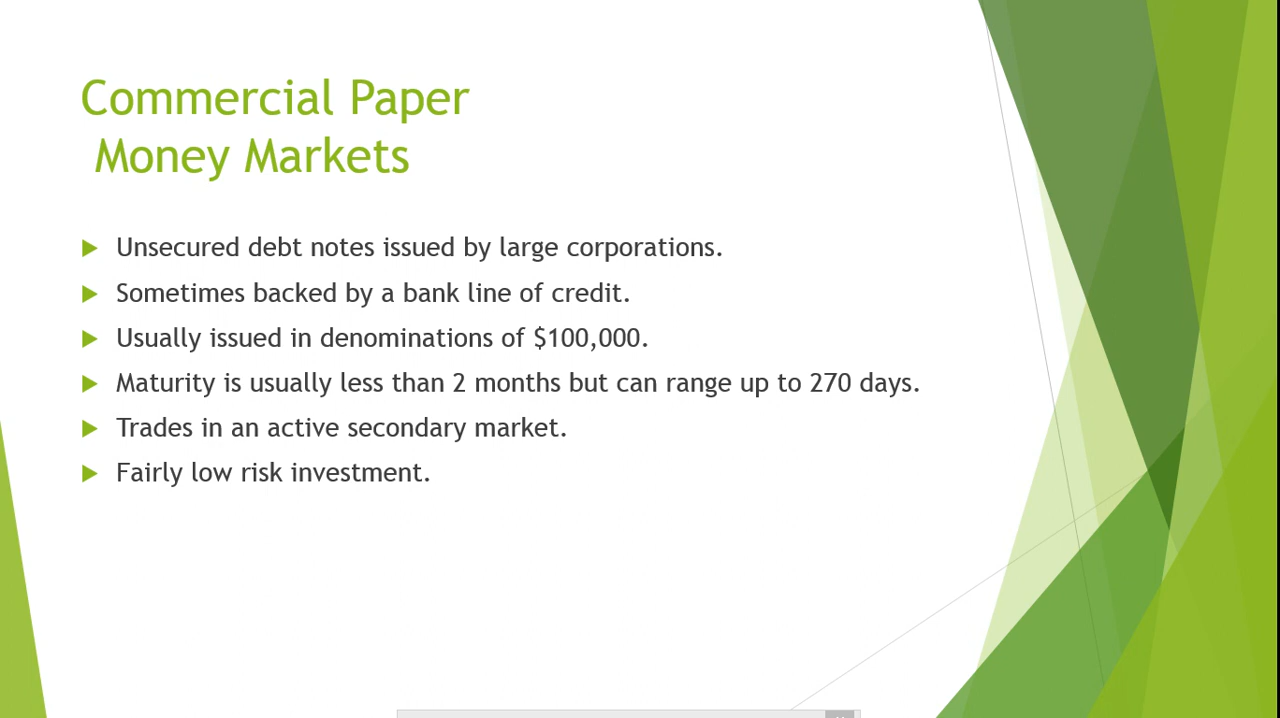 Commercial Paper
Money Markets
Unsecured debt notes issued by large corporations.
Sometimes backed by a bank line of credit.
Usually issued in denominations of $100,000.
Maturity is usually less than 2 months but can range up to 270 days.
Trades in an active secondary market.
Fairly low risk investment.